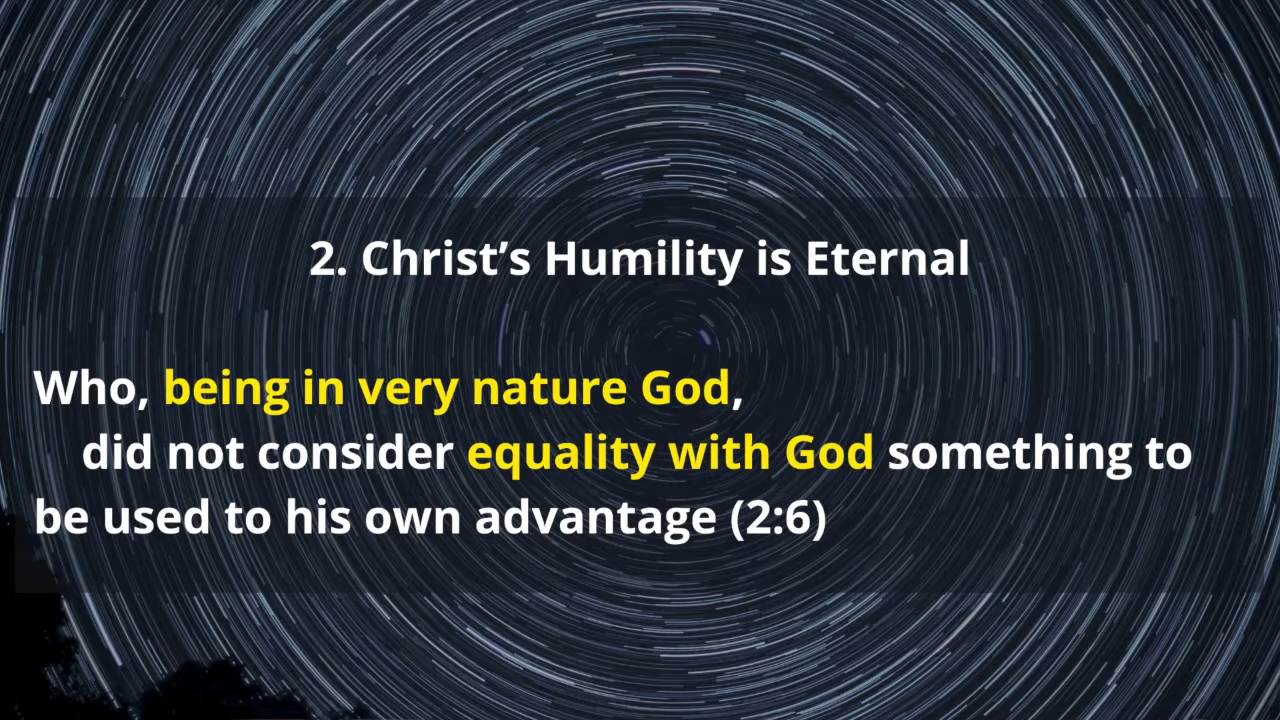 2. Christ’s Humility is Eternal
Who, being in very nature God,
did not consider equality with God something to
be used to his own advantage (2:6)